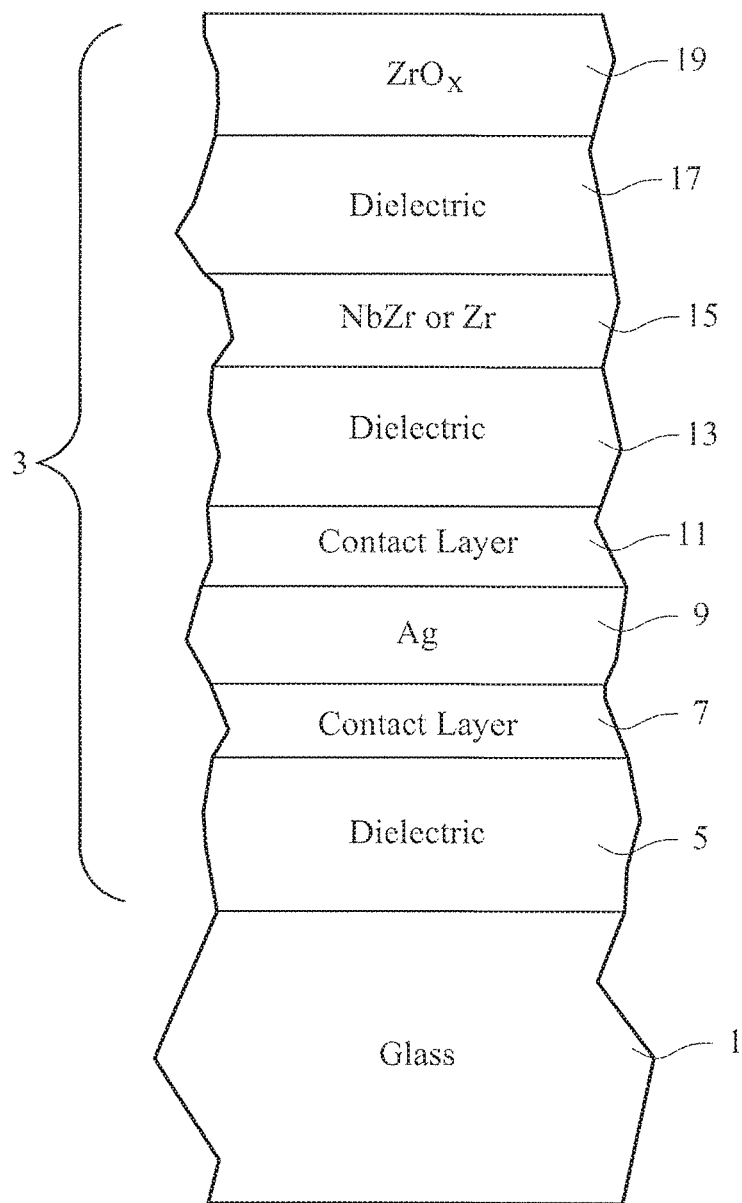 ZrOx 19
Dielectric 17
NbZr or Zr 15
Dielectric 13
3
Contact Layer 11
Ag 9
Contact Layer 7
Dielectric 5
Glass 1